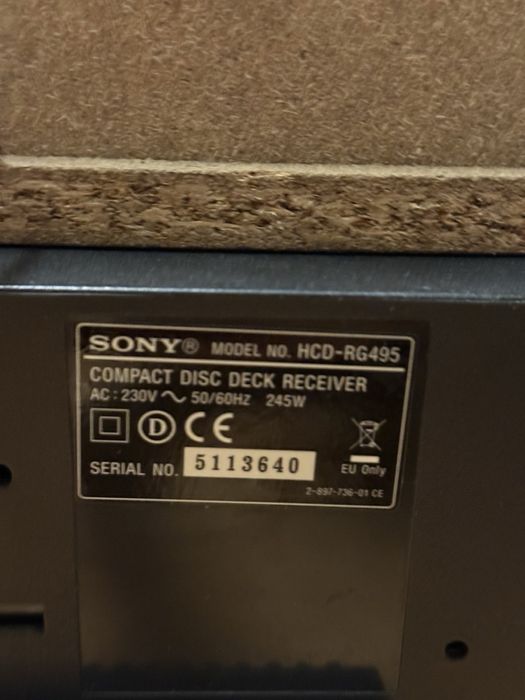 SONY® MODEL NO. HCD-RG495
COMPACT DISC DECK RECEIVER
AC : 230V ～ 50/60Hz 245W
D CE
SERIAL NO. 5113640 EU Only
2-897-736-01 CE